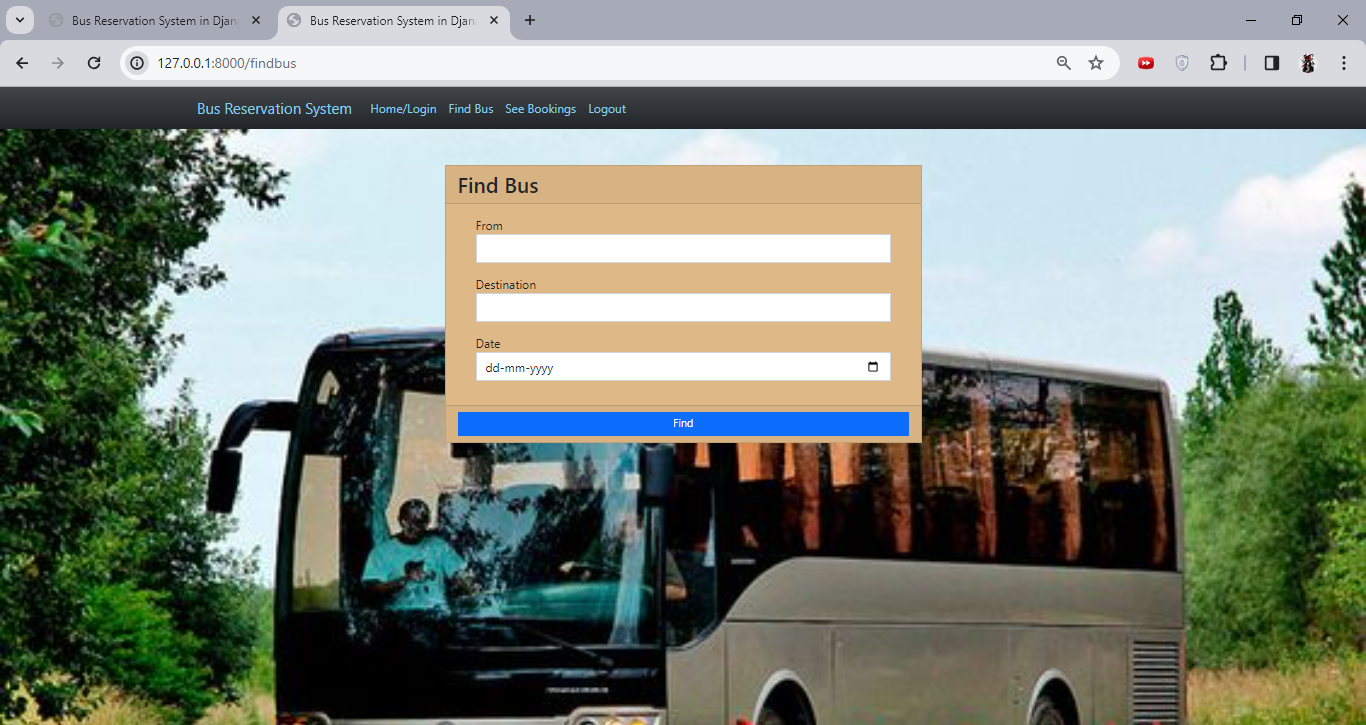 Bus Reservation System in Djan
Bus Reservation System in Djan
127.0.0.1:8000/findbus
Bus Reservation System Home/Login Find Bus See Bookings Logout
Find Bus
From
Destination
Date
dd-mm-yyyy
Find